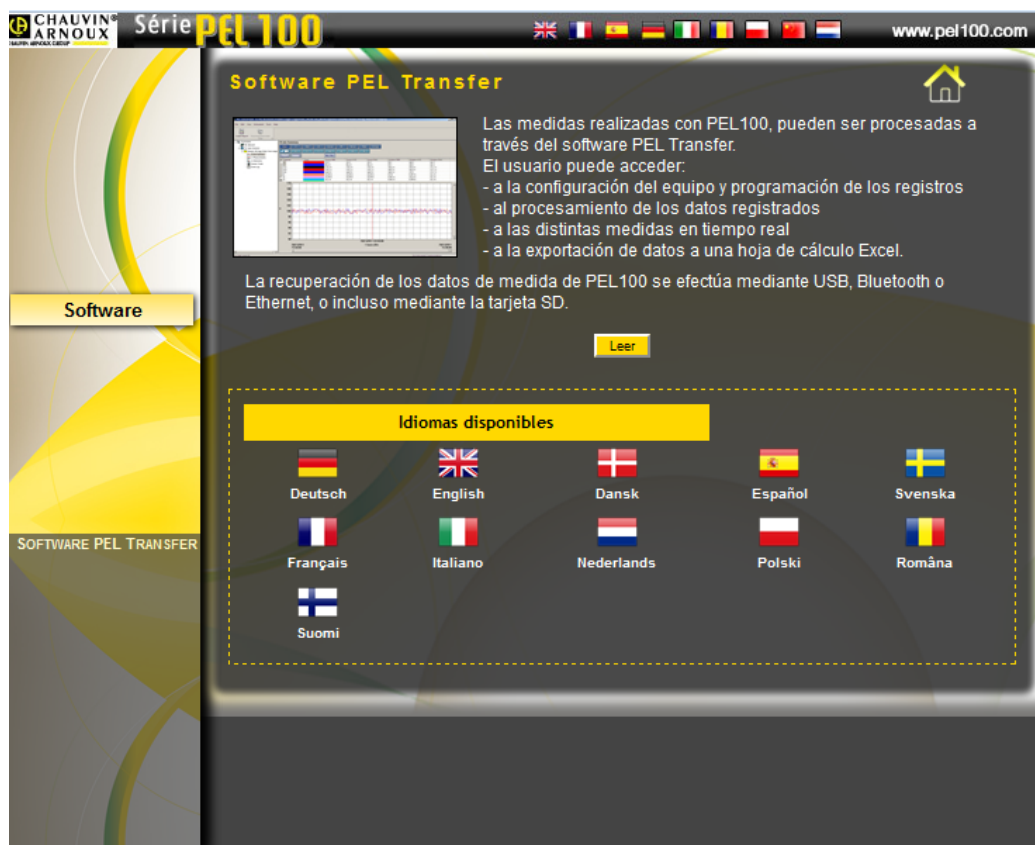 CHAUVIN®
ARNOUX
CHAUVIN ARNOUX GROUP
Série PEL 100
www.pel100.com
Software PEL Transfer
Las medidas realizadas con PEL100, pueden ser procesadas a
través del software PEL Transfer.
El usuario puede acceder:
- a la configuración del equipo y programación de los registros
- al procesamiento de los datos registrados
- a las distintas medidas en tiempo real
- a la exportación de datos a una hoja de cálculo Excel.
La recuperación de los datos de medida de PEL100 se efectúa mediante USB, Bluetooth o
Ethernet, o incluso mediante la tarjeta SD.
Software
Leer
Idiomas disponibles
Deutsch English Dansk Español Svenska
SOFTWARE PEL TRANSFER
Français Italiano Nederlands Polski Româna
Suomi